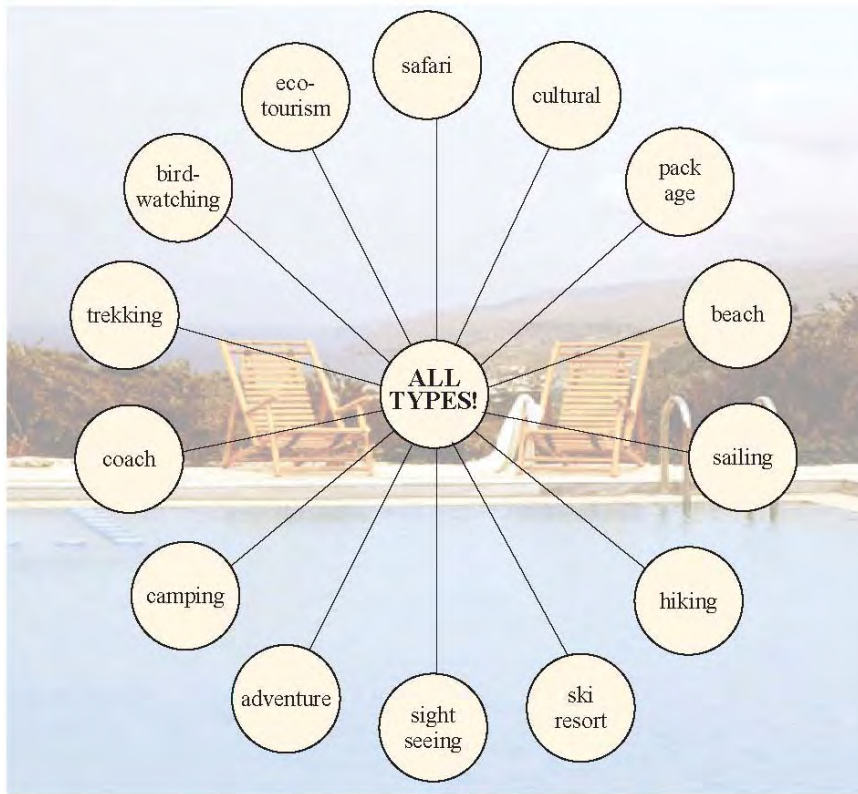 safari
cultural
pack
age
beach
sailing
hiking
ski
resort
sight
seeing
adventure
camping
coach
trekking
bird-
watching
eco-
tourism
ALL
TYPES!